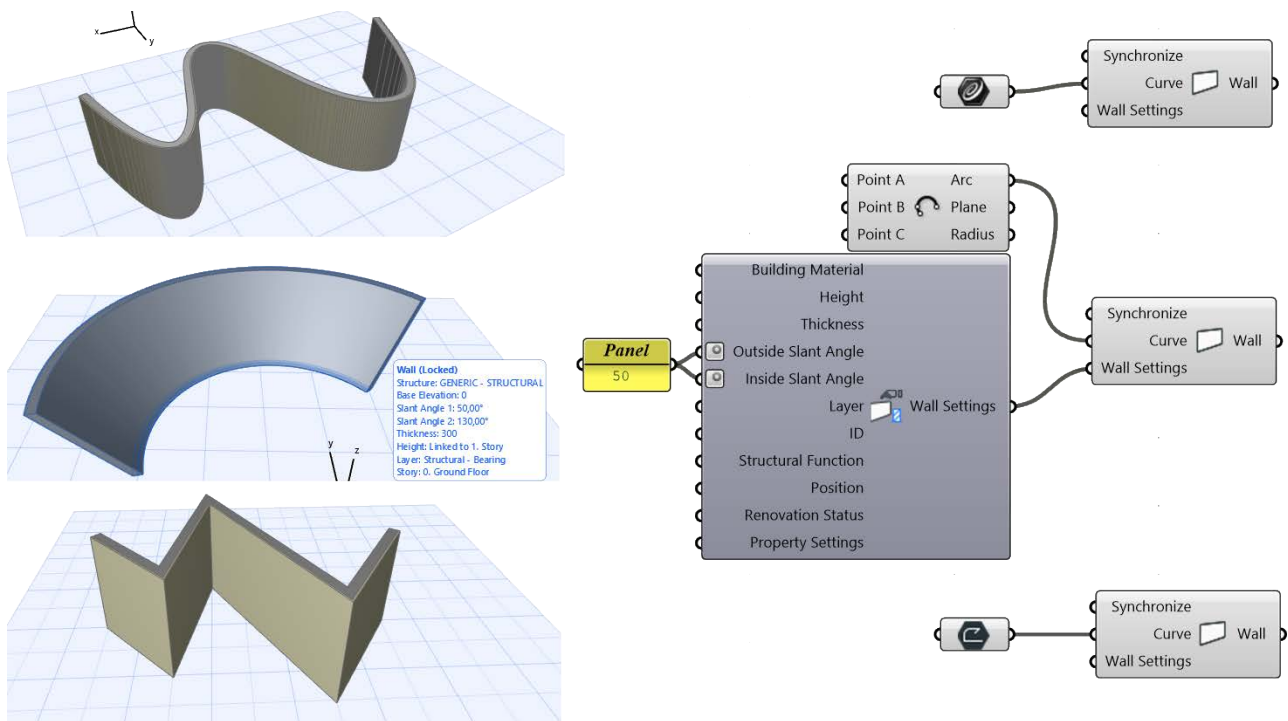 x
y
Wall (Locked)
Structure: GENERIC - STRUCTURAL
Base Elevation: 0
Slant Angle 1: 50,00°
Slant Angle 2: 130,00°
Thickness: 300
Height: Linked to 1. Story
Layer: Structural - Bearing
Story: 0. Ground Floor
y
z
Synchronize
Curve Wall
Wall Settings
Point A Arc
Point B Plane
Point C Radius
Panel
50
Building Material
Height
Thickness
Outside Slant Angle
Inside Slant Angle
Layer Wall Settings
ID
Structural Function
Position
Renovation Status
Property Settings
Synchronize
Curve Wall
Wall Settings
Synchronize
Curve Wall
Wall Settings